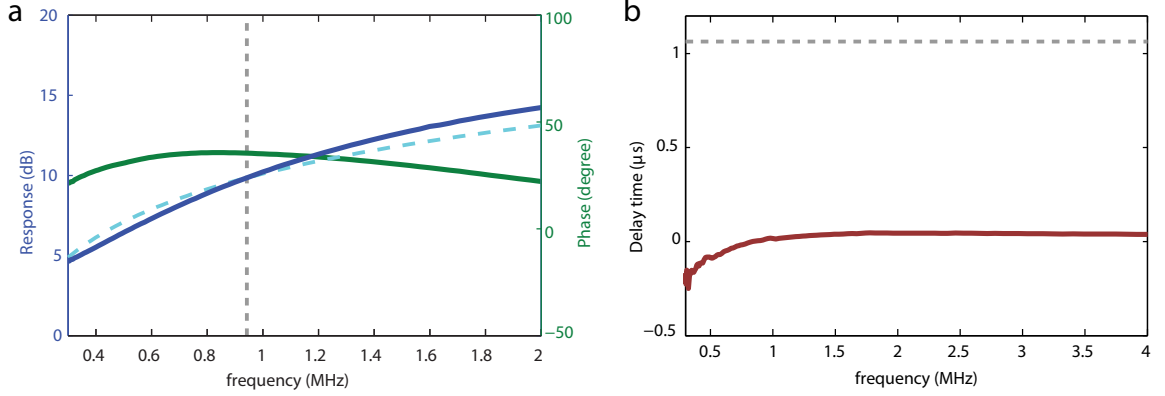 a
20
15
10
5
0
Response (dB)
100
50
0
−50
Phase (degree)
0.4 0.6 0.8 1 1.2 1.4 1.6 1.8 2
frequency (MHz)
b
1
0.5
0
−0.5
Delay time (μs)
0.5 1 1.5 2 2.5 3 3.5 4
frequency (MHz)